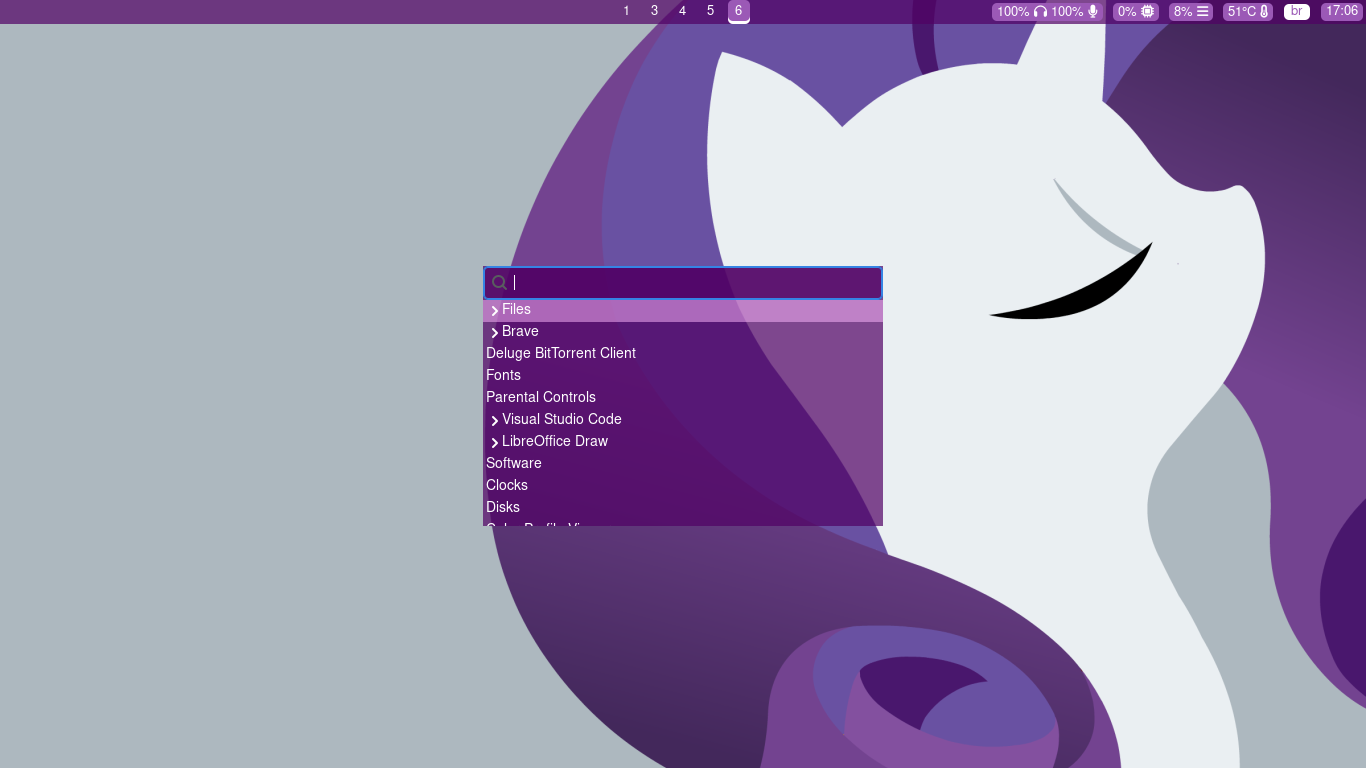 1 3 4 5 6 100% 100% 0% 8% 51°C br 17:06
Files
Brave
Deluge BitTorrent Client
Fonts
Parental Controls
Visual Studio Code
LibreOffice Draw
Software
Clocks
Disks